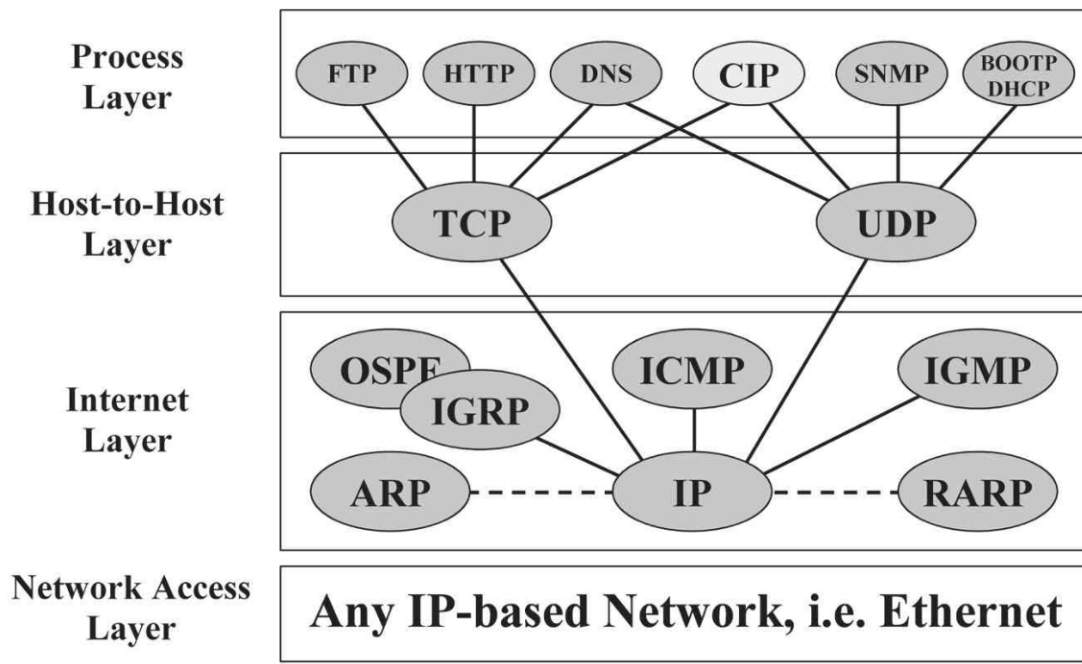 Process
Layer
FTP
HTTP
DNS
CIP
SNMP
BOOTP
DHCP
Host-to-Host
Layer
TCP
UDP
Internet
Layer
OSPF
IGRP
ICMP
IGMP
ARP
IP
RARP
Network Access
Layer
Any IP-based Network, i.e. Ethernet